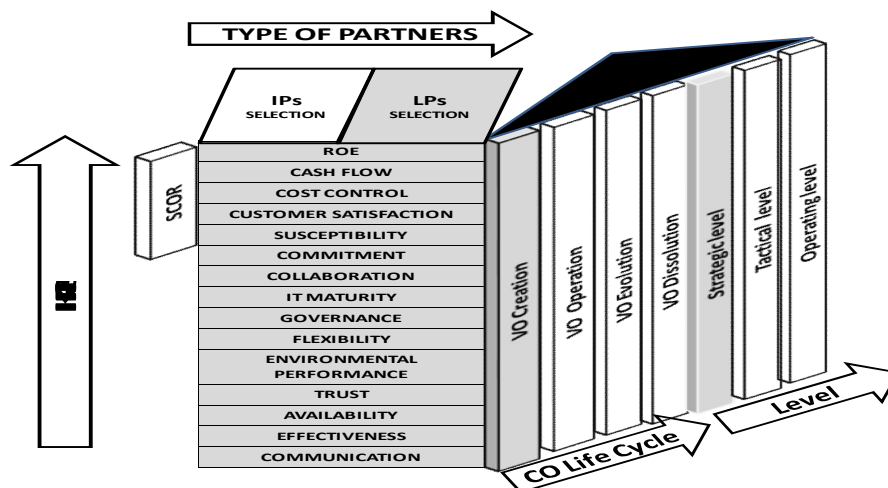 TYPE OF PARTNERS
IPs
SELECTION
LPs
SELECTION
SCOR
ROE
CASH FLOW
COST CONTROL
CUSTOMER SATISFACTION
SUSCEPTIBILITY
COMMITMENT
COLLABORATION
IT MATURITY
GOVERNANCE
FLEXIBILITY
ENVIRONMENTAL
PERFORMANCE
TRUST
AVAILABILITY
EFFECTIVENESS
COMMUNICATION
VO Creation
VO Operation
VO Evolution
VO Dissolution
Strategic level
Tactical level
Operating level
CO Life Cycle
Level